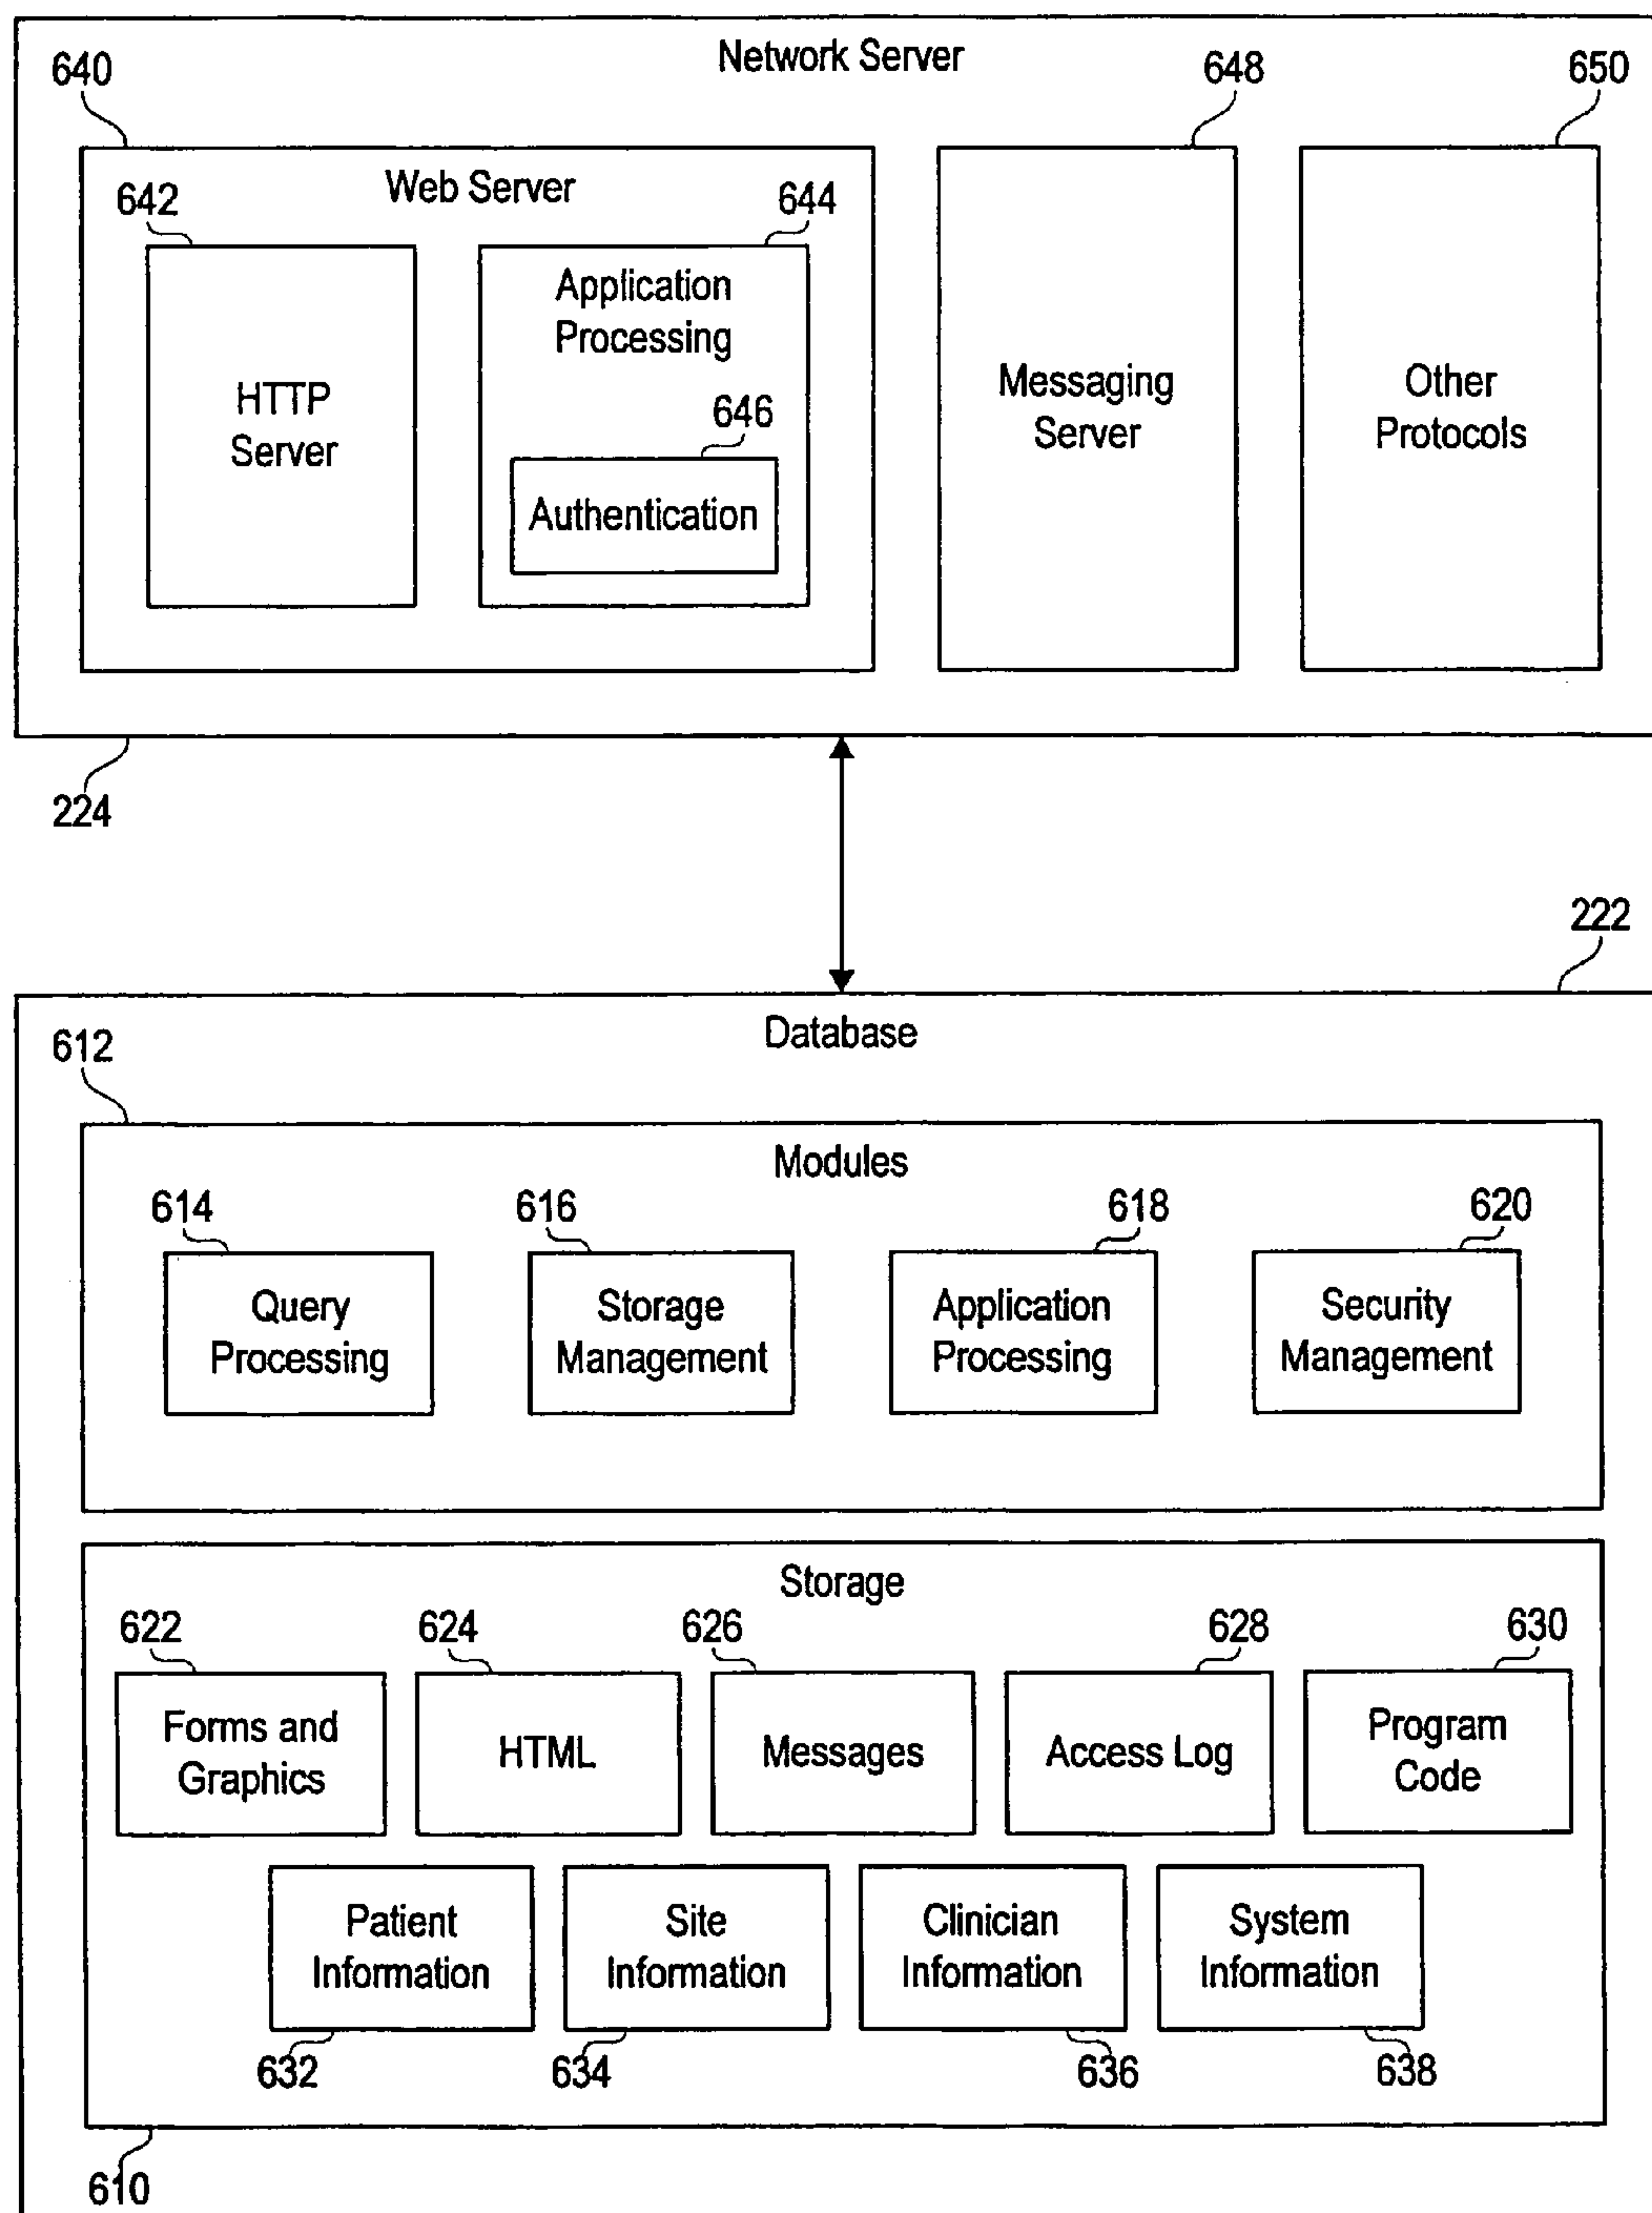 Network Server
640
648
650
Web Server
642
644
Application
Processing
HTTP
Server
646
Authentication
Messaging
Server
Other
Protocols
224
222
Database
612
Modules
614
616
618
620
Query
Processing
Storage
Management
Application
Processing
Security
Management
Storage
622
624
626
628
630
Forms and
Graphics
HTML
Messages
Access Log
Program
Code
Patient
Information
Site
Information
Clinician
Information
System
Information
632
634
636
638
610